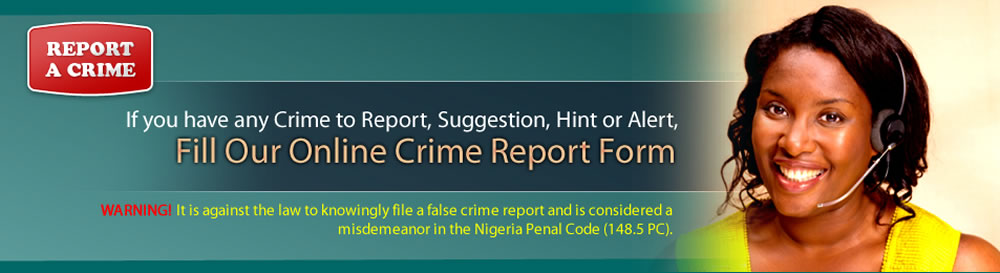 REPORT
A CRIME
If you have any Crime to Report, Suggestion, Hint or Alert,
Fill Our Online Crime Report Form
WARNING! It is against the law to knowingly file a false crime report and is considered a
misdemeanor in the Nigeria Penal Code (148.5 PC).